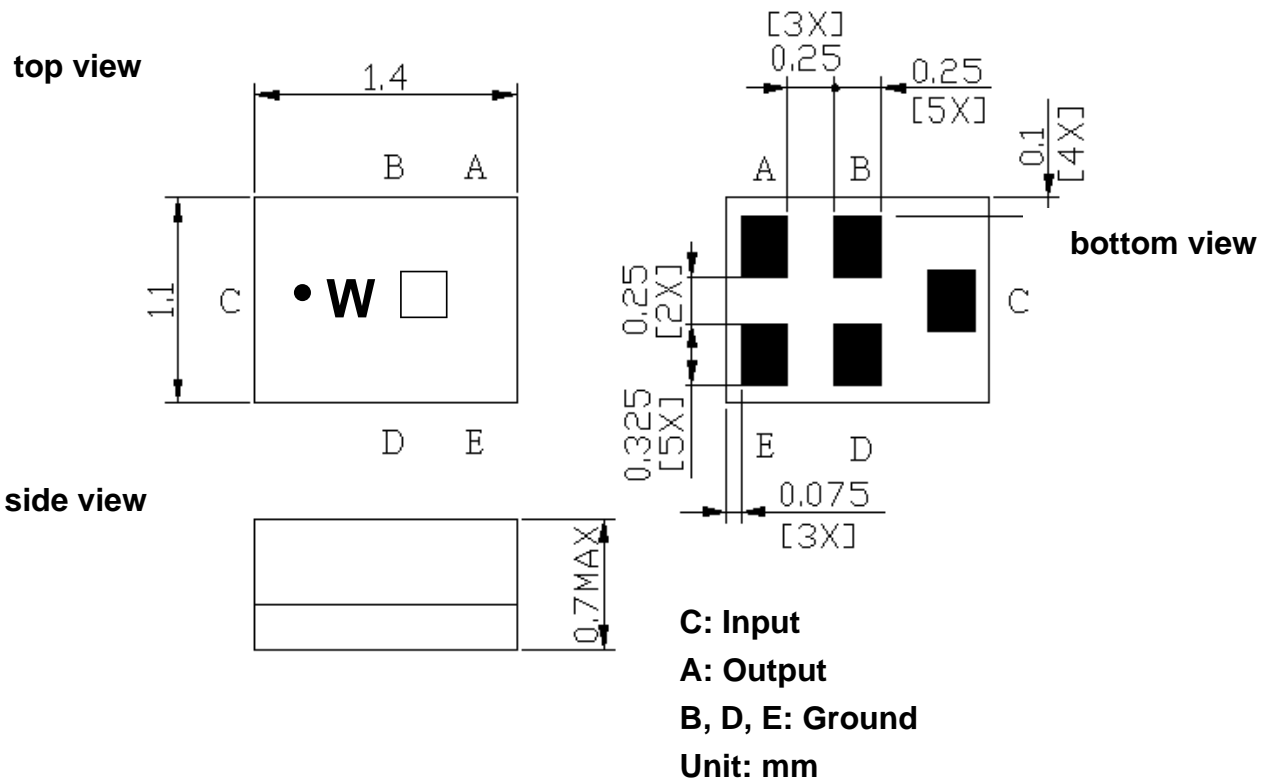 top view
1.4
B A
1.1
C
• W
D E
[3X]
0.25
0.25
[5X]
0.1
[4X]
A B
bottom view
0.25
[2X]
C
0.325
[5X]
E D
0.075
[3X]
side view
0.7MAX
C: Input
A: Output
B, D, E: Ground
Unit: mm